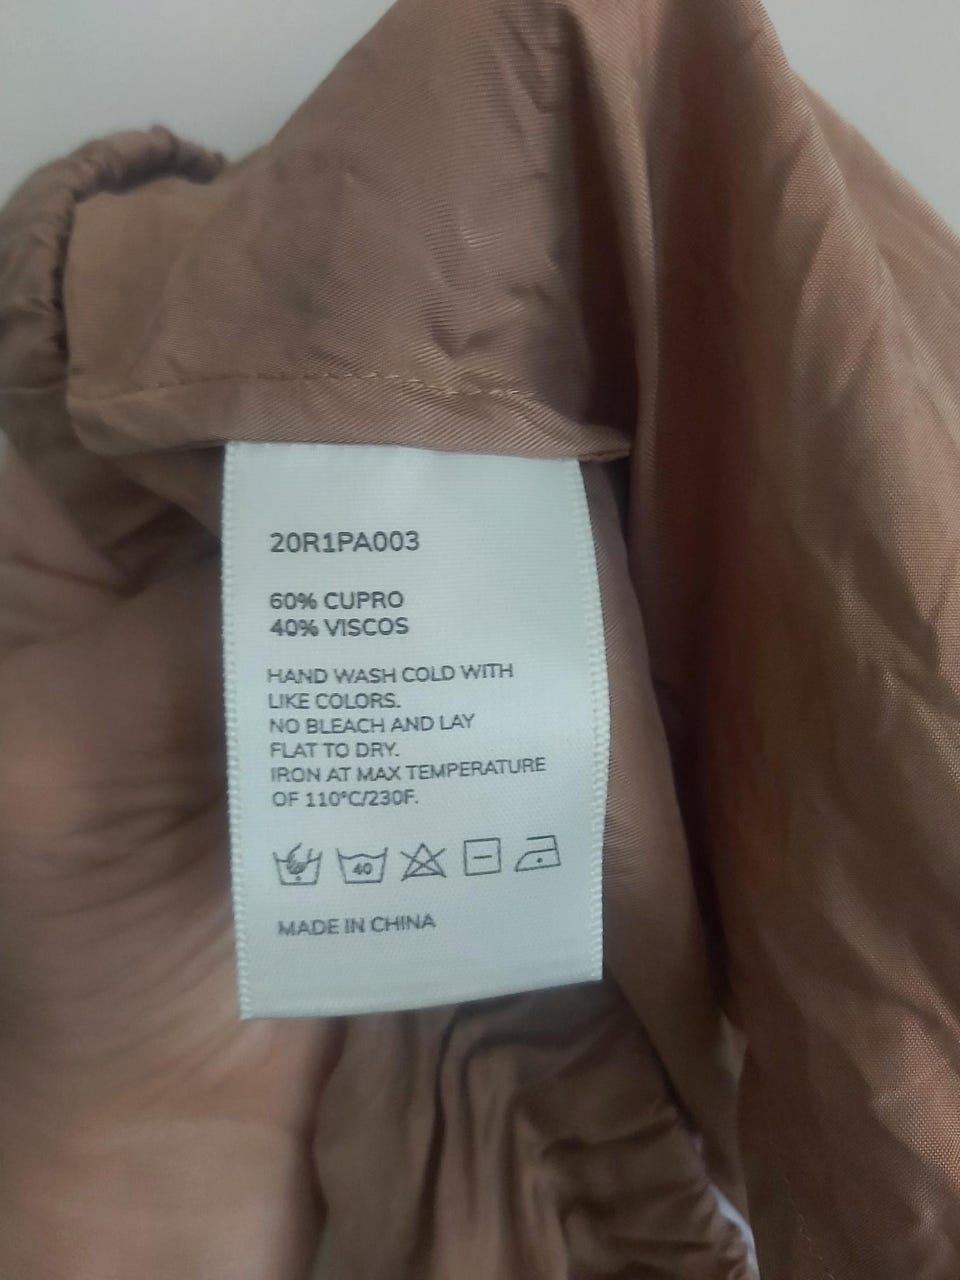 20R1PA003
60% CUPRO
40% VISCOS
HAND WASH COLD WITH
LIKE COLORS.
NO BLEACH AND LAY
FLAT TO DRY.
IRON AT MAX TEMPERATURE
OF 110°C/230F.
40
MADE IN CHINA